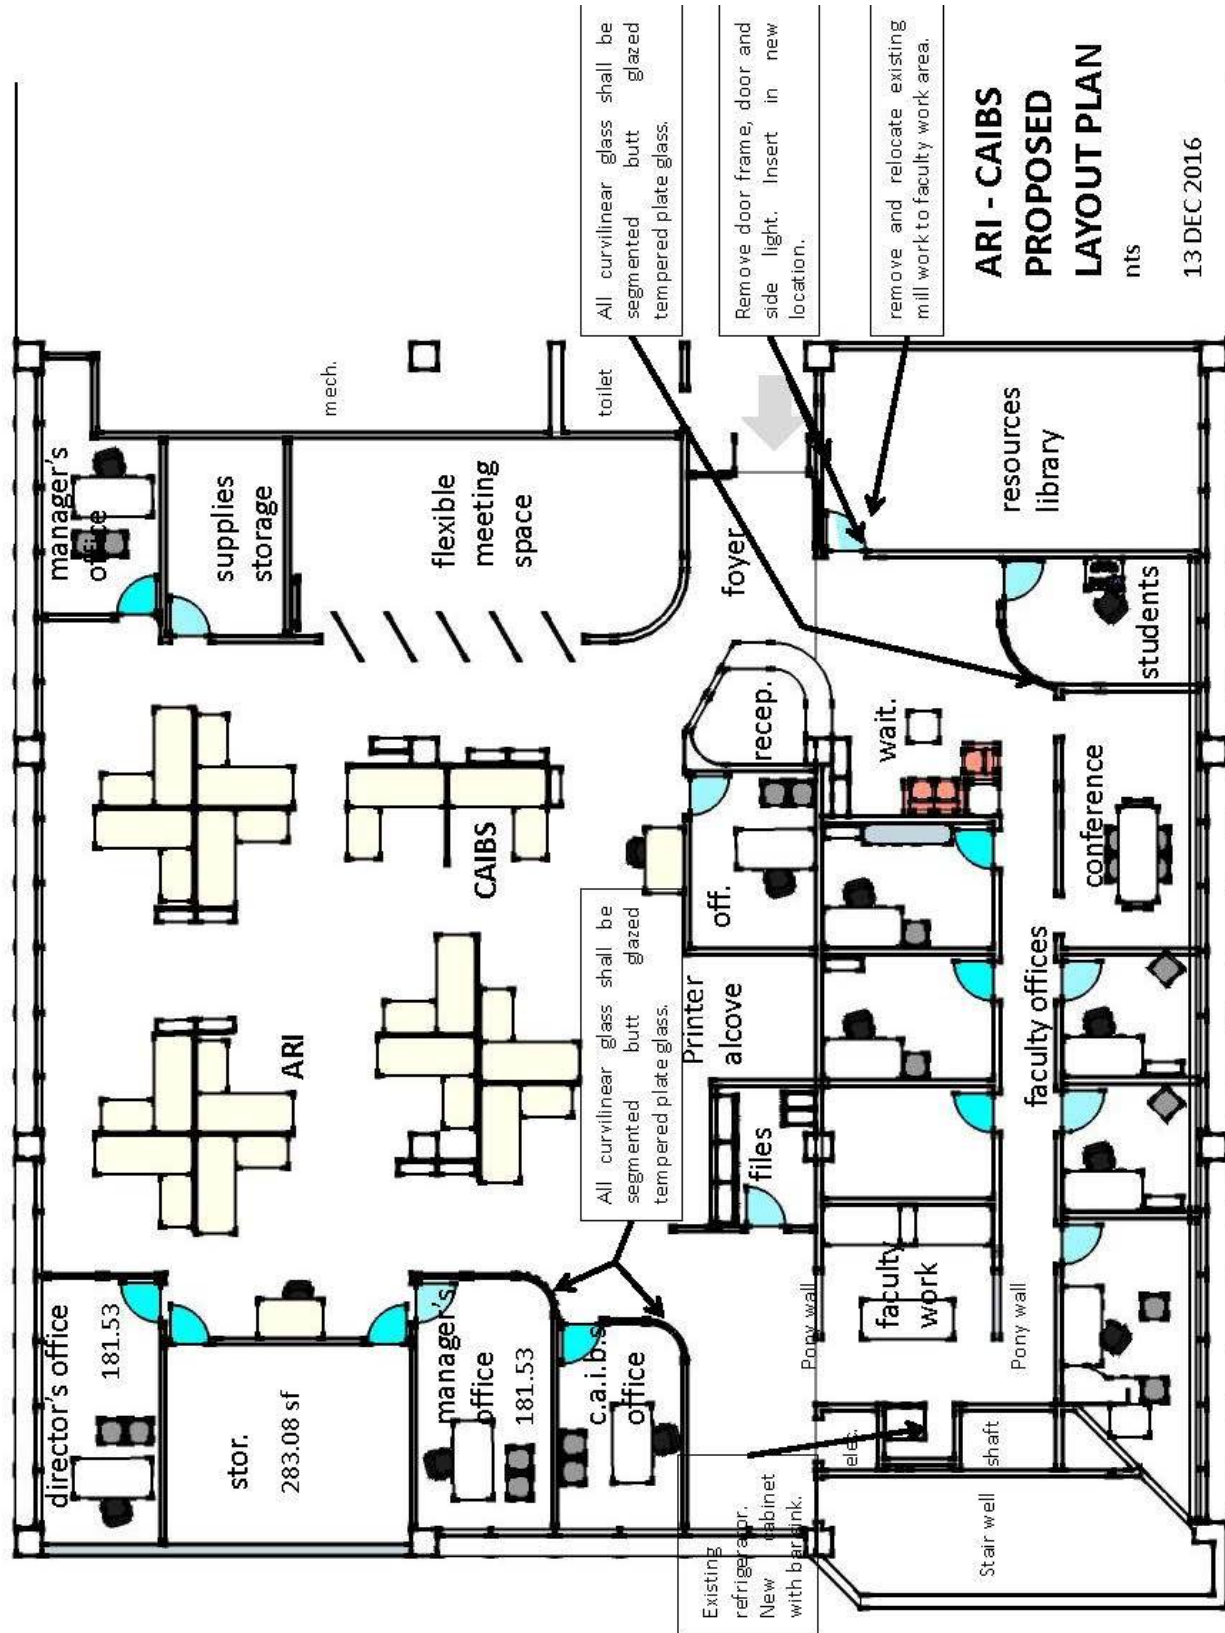 director's office
181.53
stor.
283.08 sf
manager's
office
181.53
c.a.i.b.s
office
ARI
CAIBS
manager's
office
supplies
storage
flexible
meeting
space
mech.
toilet
All curvilinear glass shall be
segmented butt glazed
tempered plate glass.
Printer
alcove
files
off.
recep.
foyer
All curvilinear glass shall be
segmented butt glazed
tempered plate glass.
Remove door frame, door and
side light. Insert in new
location.
remove and relocate existing
mill work to faculty work area.
Existing
refrigerator.
New cabinet
with bar sink.
elec.
shaft
Stair well
Pony wall
faculty
work
Pony wall
faculty offices
wait.
conference
students
resources
library
ARI - CAIBS
PROPOSED
LAYOUT PLAN
nts
13 DEC 2016